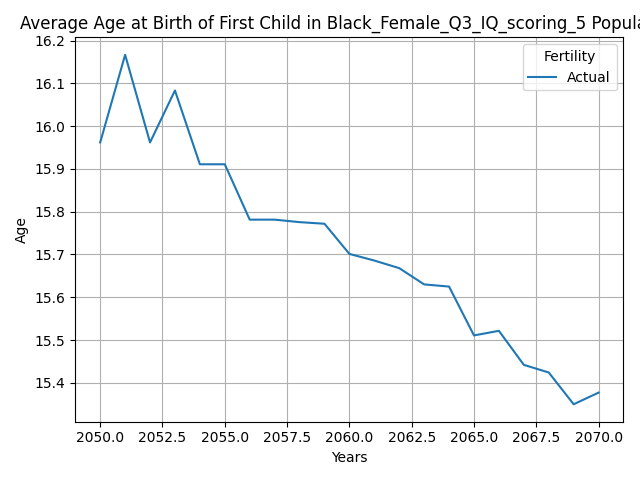 Average Age at Birth of First Child in Black_Female_Q3_IQ_scoring_5 Popula
Fertility
Actual
Age
16.2
16.1
16.0
15.9
15.8
15.7
15.6
15.5
15.4
2050.0 2052.5 2055.0 2057.5 2060.0 2062.5 2065.0 2067.5 2070.0
Years